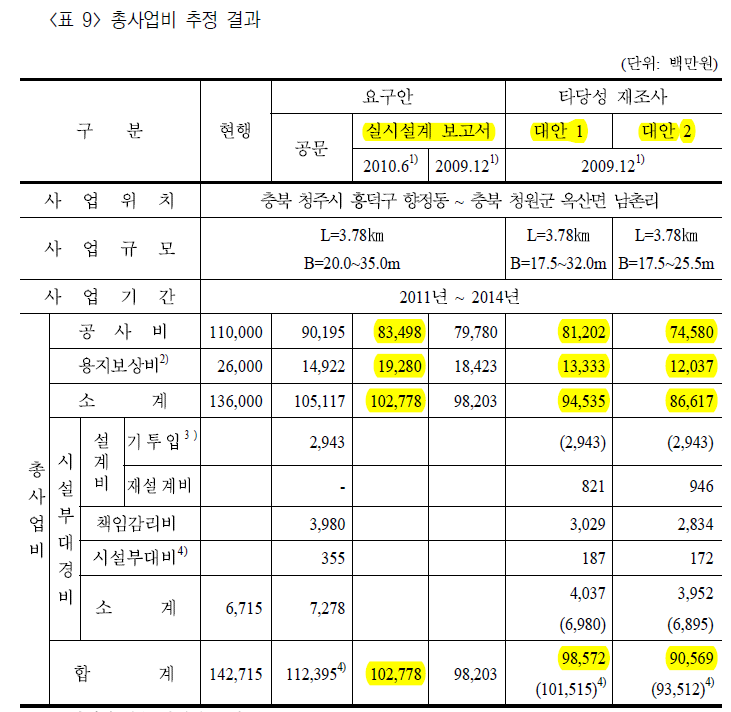 <표 9> 총사업비 추정 결과
(단위: 백만원)
구 분 현행 요구안 타당성 재조사
공문 실시설계 보고서 대안 1 대안 2
2010.6¹⁾ 2009.12¹⁾ 2009.12¹⁾
사 업 위 치 충북 청주시 흥덕구 향정동 ~ 충북 청원군 옥산면 남촌리
사 업 규 모 L=3.78㎞ L=3.78㎞ L=3.78㎞
B=20.0~35.0m B=17.5~32.0m B=17.5~25.5m
사 업 기 간 2011년 ~ 2014년
총사업비
공 사 비 110,000 90,195 83,498 79,780 81,202 74,580
용지보상비²⁾ 26,000 14,922 19,280 18,423 13,333 12,037
소 계 136,000 105,117 102,778 98,203 94,535 86,617
시설부대경비
설계비
기투입³⁾ 2,943 (2,943) (2,943)
재설계비 - 821 946
책임감리비 3,980 3,029 2,834
시설부대비⁴⁾ 355 187 172
소 계 6,715 7,278 4,037 3,952
(6,980) (6,895)
합 계 142,715 112,395⁴⁾ 102,778 98,203 98,572 90,569
(101,515)⁴⁾ (93,512)⁴⁾